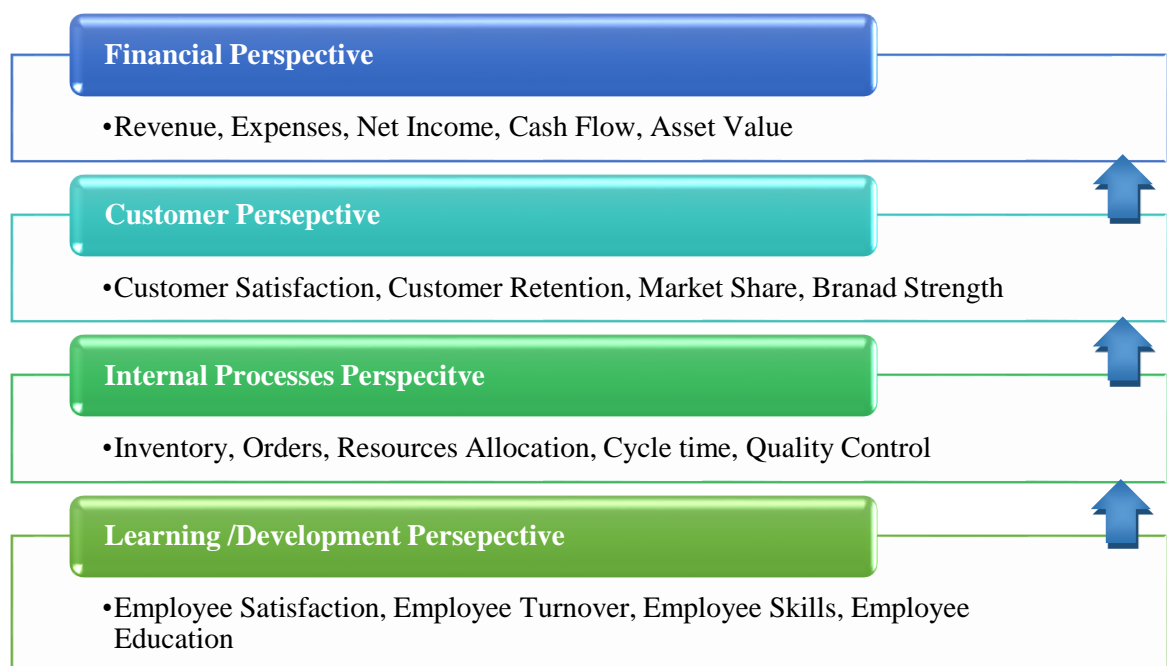 Financial Perspective
•Revenue, Expenses, Net Income, Cash Flow, Asset Value
Customer Persepctive
•Customer Satisfaction, Customer Retention, Market Share, Branad Strength
Internal Processes Perspecitve
•Inventory, Orders, Resources Allocation, Cycle time, Quality Control
Learning /Development Persepective
•Employee Satisfaction, Employee Turnover, Employee Skills, Employee
Education